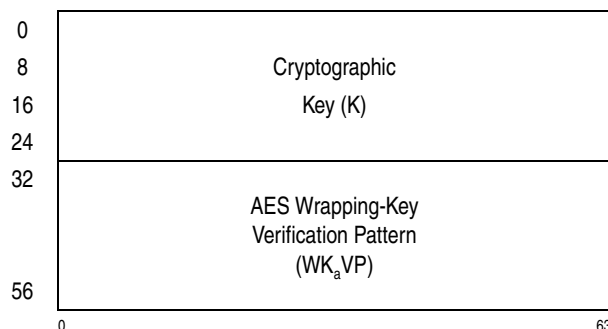 0
8 Cryptographic
16 Key (K)
24
32
AES Wrapping-Key
Verification Pattern
(WKaVP)
56
0 63